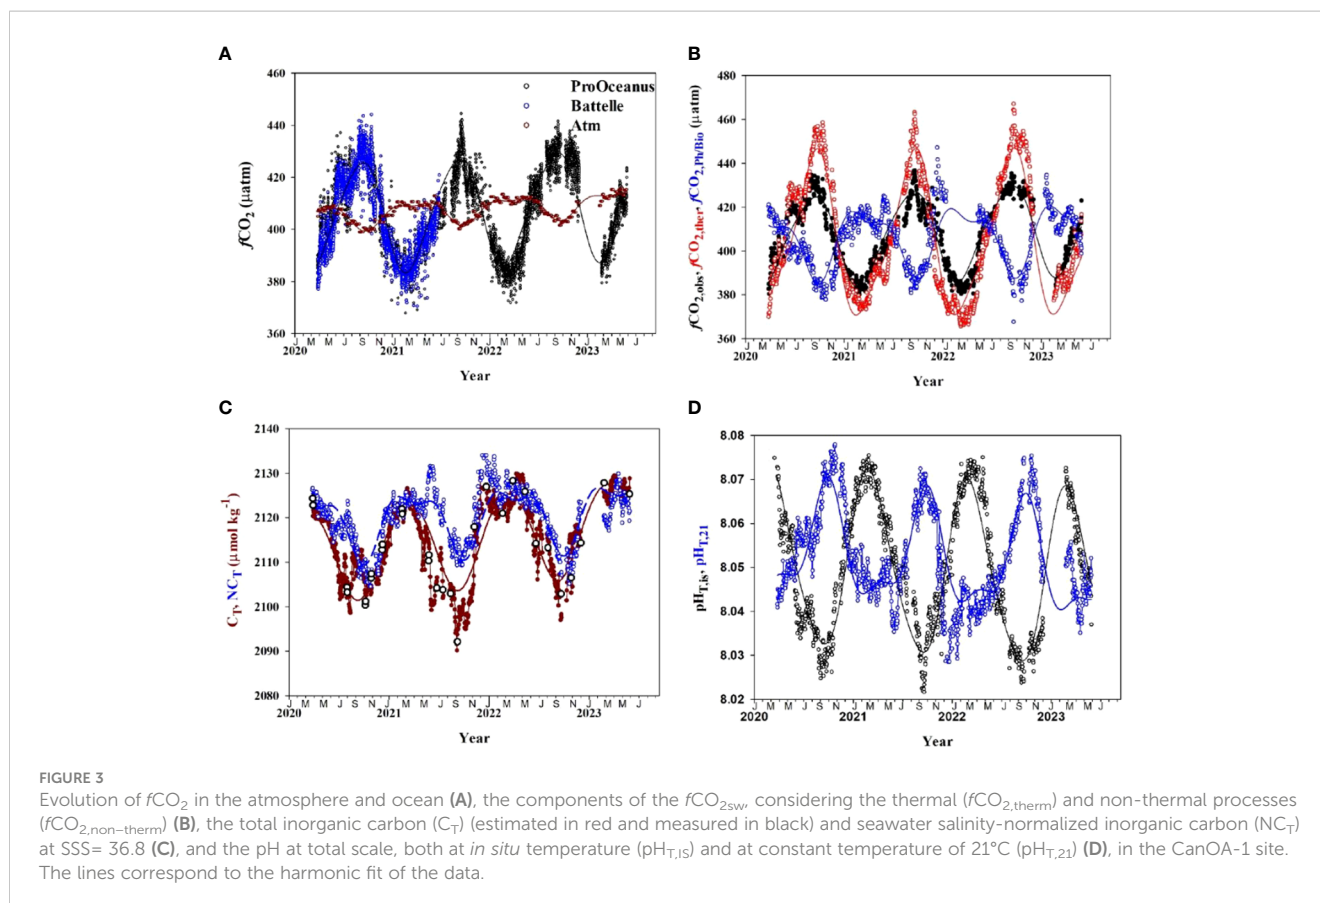 A
460
440
420
400
380
360
fCO2 (µatm)
ProOceanus
Battelle
Atm
J M M J S N J M M J S N J M M J S N J M M J
2020 2021 2022 2023
Year
B
480
460
440
420
400
380
360
fCO2,obs, fCO2,ther, fCO2,Ph/Bio (µatm)
J M M J S N J M M J S N J M M J S N J M M J
2020 2021 2022 2023
Year
C
2140
2130
2120
2110
2100
2090
2080
CT, NCT (µmol kg-1)
J M M J S N J M M J S N J M M J S N J M M J
2020 2021 2022 2023
Year
D
8.08
8.07
8.06
8.05
8.04
8.03
8.02
pHT,is, pHT,21
J M M J S N J M M J S N J M M J S N J M M J
2020 2021 2022 2023
Year
FIGURE 3
Evolution of fCO2 in the atmosphere and ocean (A), the components of the fCO2sw, considering the thermal (fCO2,therm) and non-thermal processes
(fCO2,non–therm) (B), the total inorganic carbon (CT) (estimated in red and measured in black) and seawater salinity-normalized inorganic carbon (NCT)
at SSS= 36.8 (C), and the pH at total scale, both at in situ temperature (pHT,IS) and at constant temperature of 21°C (pHT,21) (D), in the CanOA-1 site.
The lines correspond to the harmonic fit of the data.